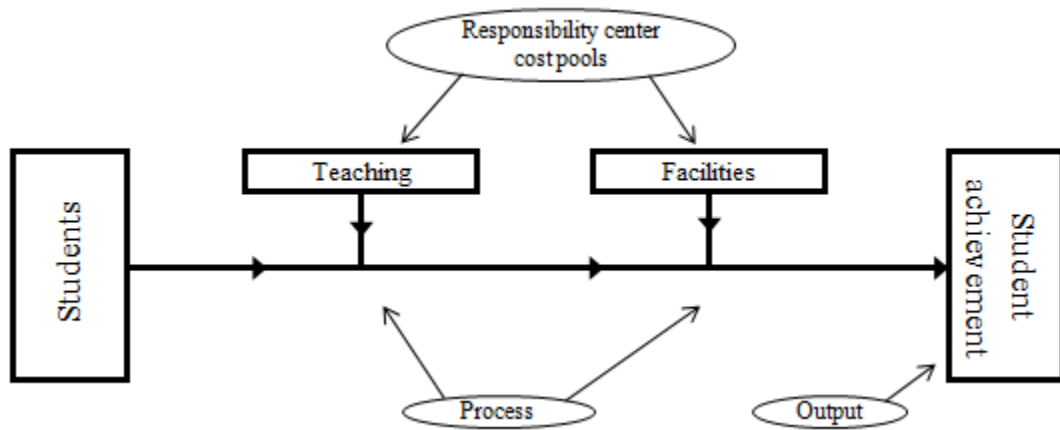 Responsibility center
cost pools
Teaching
Facilities
Students
Student
achievement
Process
Output